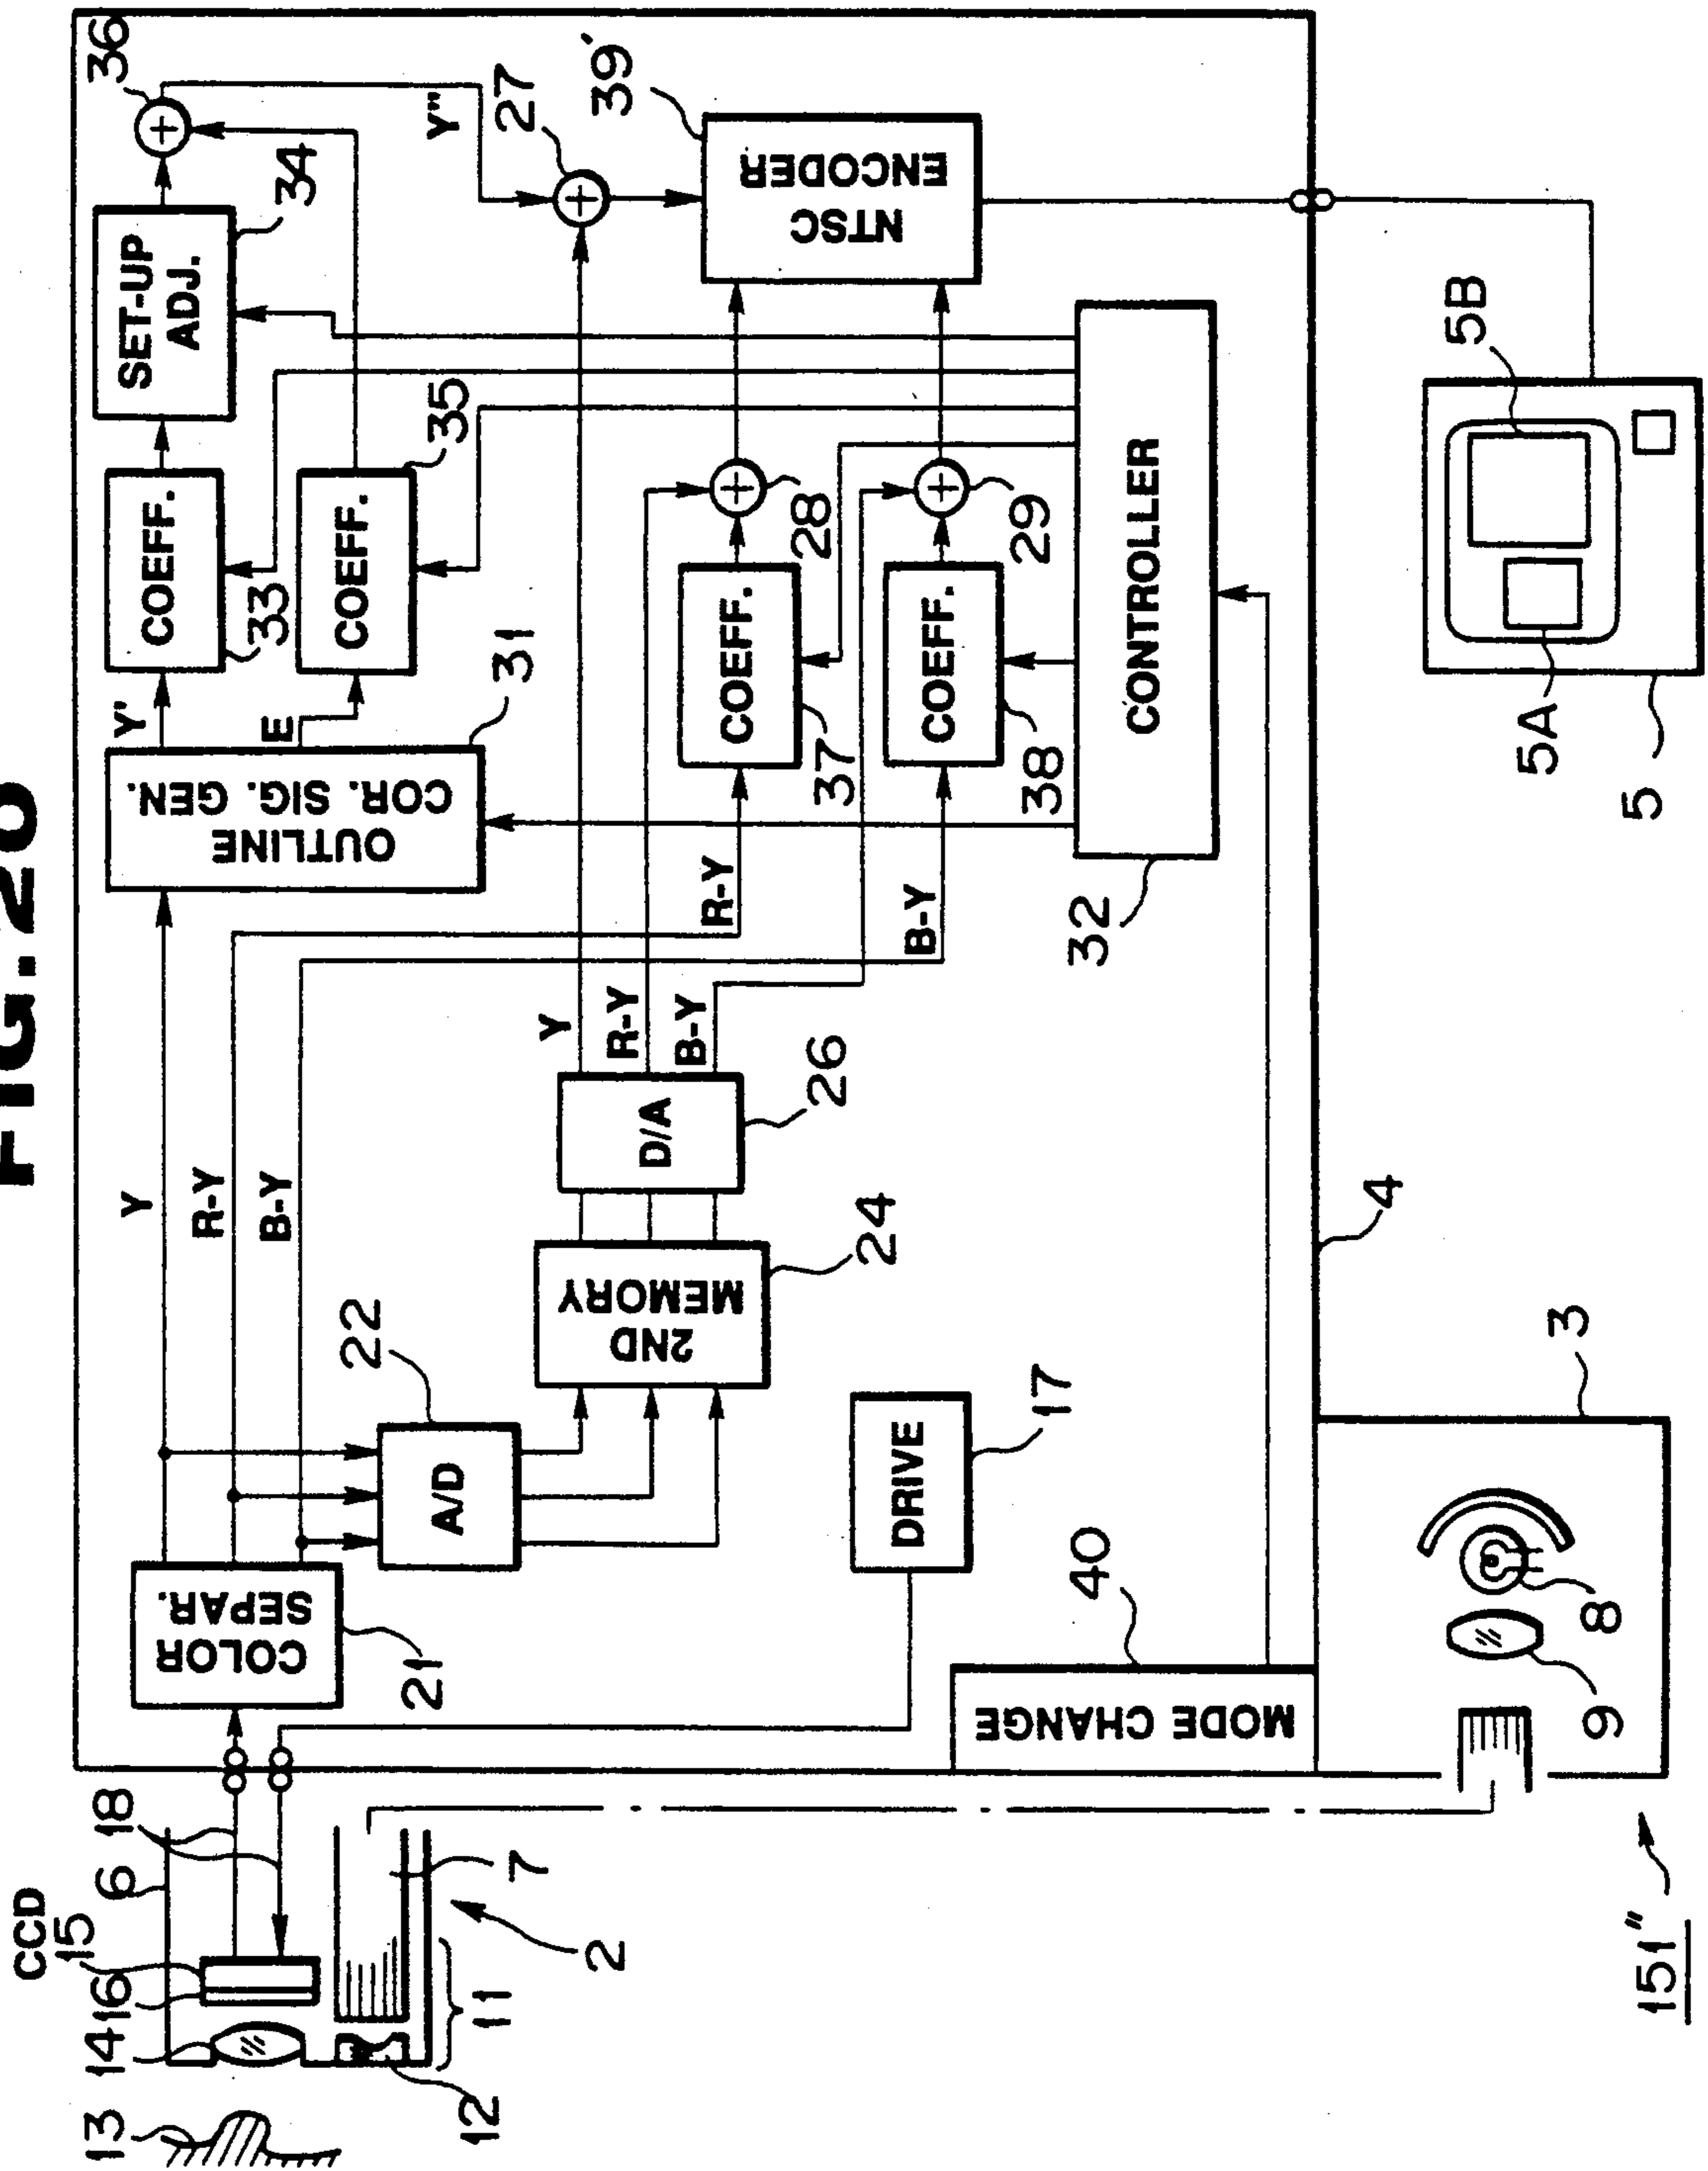 FIG. 20
36
Y"
27
39'
SET-UP
ADJ.
34
NTSC
ENCODER
COEFF.
33
COEFF.
35
28
29
5B
Y'
E
31
OUTLINE
COR. SIG. GEN.
COEFF.
37
COEFF.
38
CONTROLLER
32
5A
5
R-Y
B-Y
Y
R-Y
B-Y
Y
R-Y
B-Y
D/A
26
2ND
MEMORY
24
22
A/D
DRIVE
17
4
3
COLOR
SEPAR.
21
40
MODE CHANGE
8
9
CCD
15
6
18
16
14
7
2
11
12
13
151"